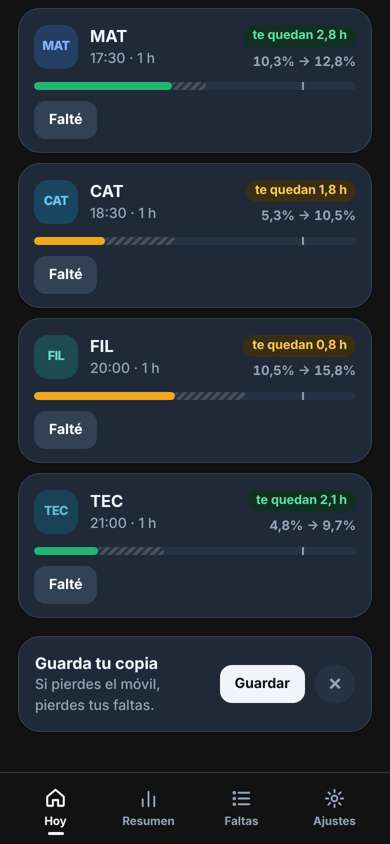 MAT
MAT
te quedan 2,8 h
17:30 · 1 h
10,3% → 12,8%
Falté
CAT
CAT
te quedan 1,8 h
18:30 · 1 h
5,3% → 10,5%
Falté
FIL
FIL
te quedan 0,8 h
20:00 · 1 h
10,5% → 15,8%
Falté
TEC
TEC
te quedan 2,1 h
21:00 · 1 h
4,8% → 9,7%
Falté
Guarda tu copia
Si pierdes el móvil,
pierdes tus faltas.
Guardar
Hoy
Resumen
Faltas
Ajustes